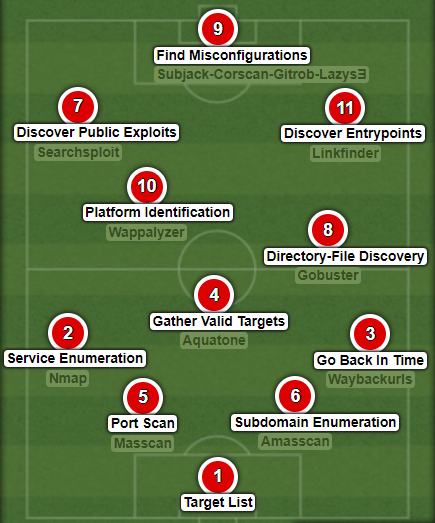 9
Find Misconfigurations
Subjack-Corscan-Gitrob-LazysƎ
7
Discover Public Exploits
Searchsploit
11
Discover Entrypoints
Linkfinder
10
Platform Identification
Wappalyzer
8
Directory-File Discovery
Gobuster
4
Gather Valid Targets
Aquatone
2
Service Enumeration
Nmap
3
Go Back In Time
Waybackurls
5
Port Scan
Masscan
6
Subdomain Enumeration
Amasscan
1
Target List